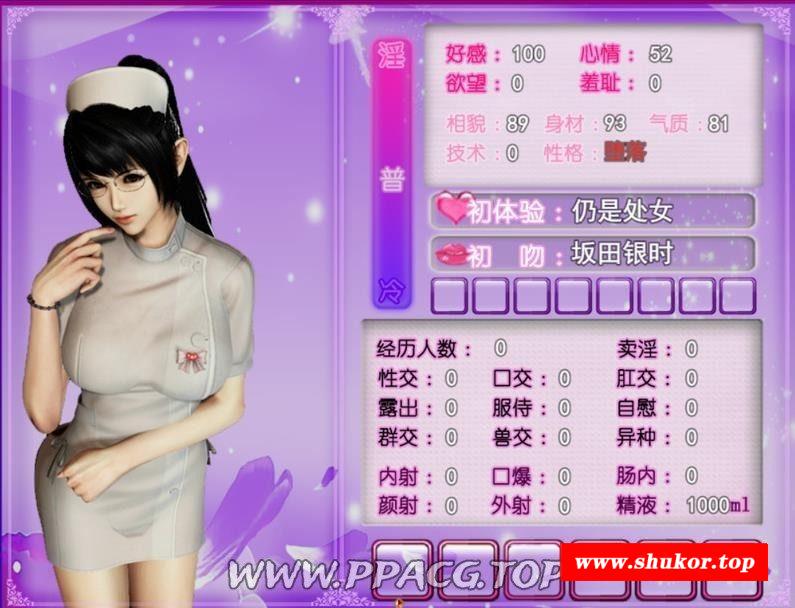 淫
普
冷
好感：100 心情：52
欲望：0 羞耻：0
相貌：89 身材：93 气质：81
技术：0 性格：堕落
初体验：仍是处女
初 吻：坂田银时
经历人数：0 卖淫：0
性交：0 口交：0 肛交：0
露出：0 服侍：0 自慰：0
群交：0 兽交：0 异种：0
内射：0 口爆：0 肠内：0
颜射：0 外射：0 精液：1000ml
WWW.PPACG.TOP
www.shukor.top